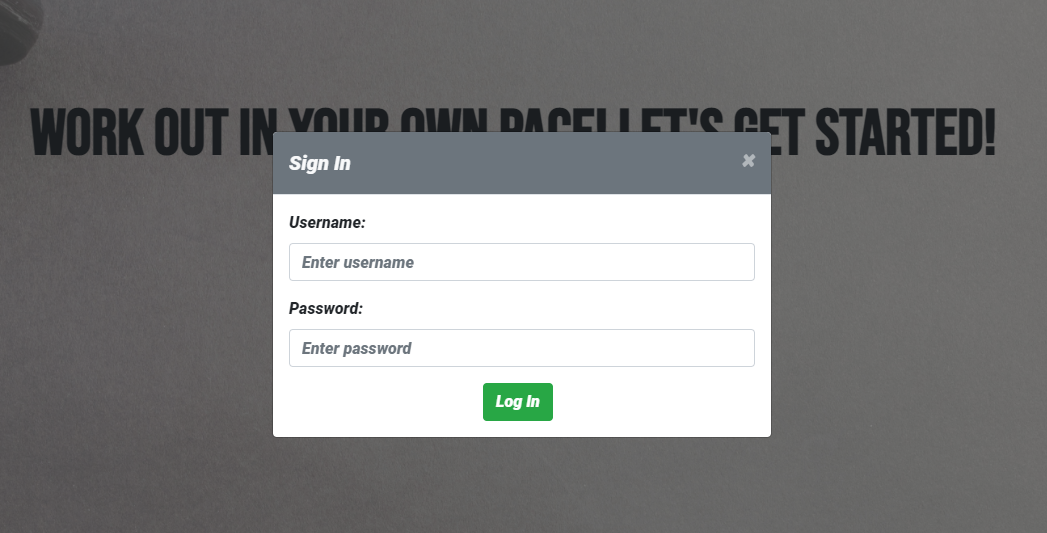 WORK OUT IN YOUR OWN PACE! LET'S GET STARTED!
Sign In
×
Username:
Enter username
Password:
Enter password
Log In